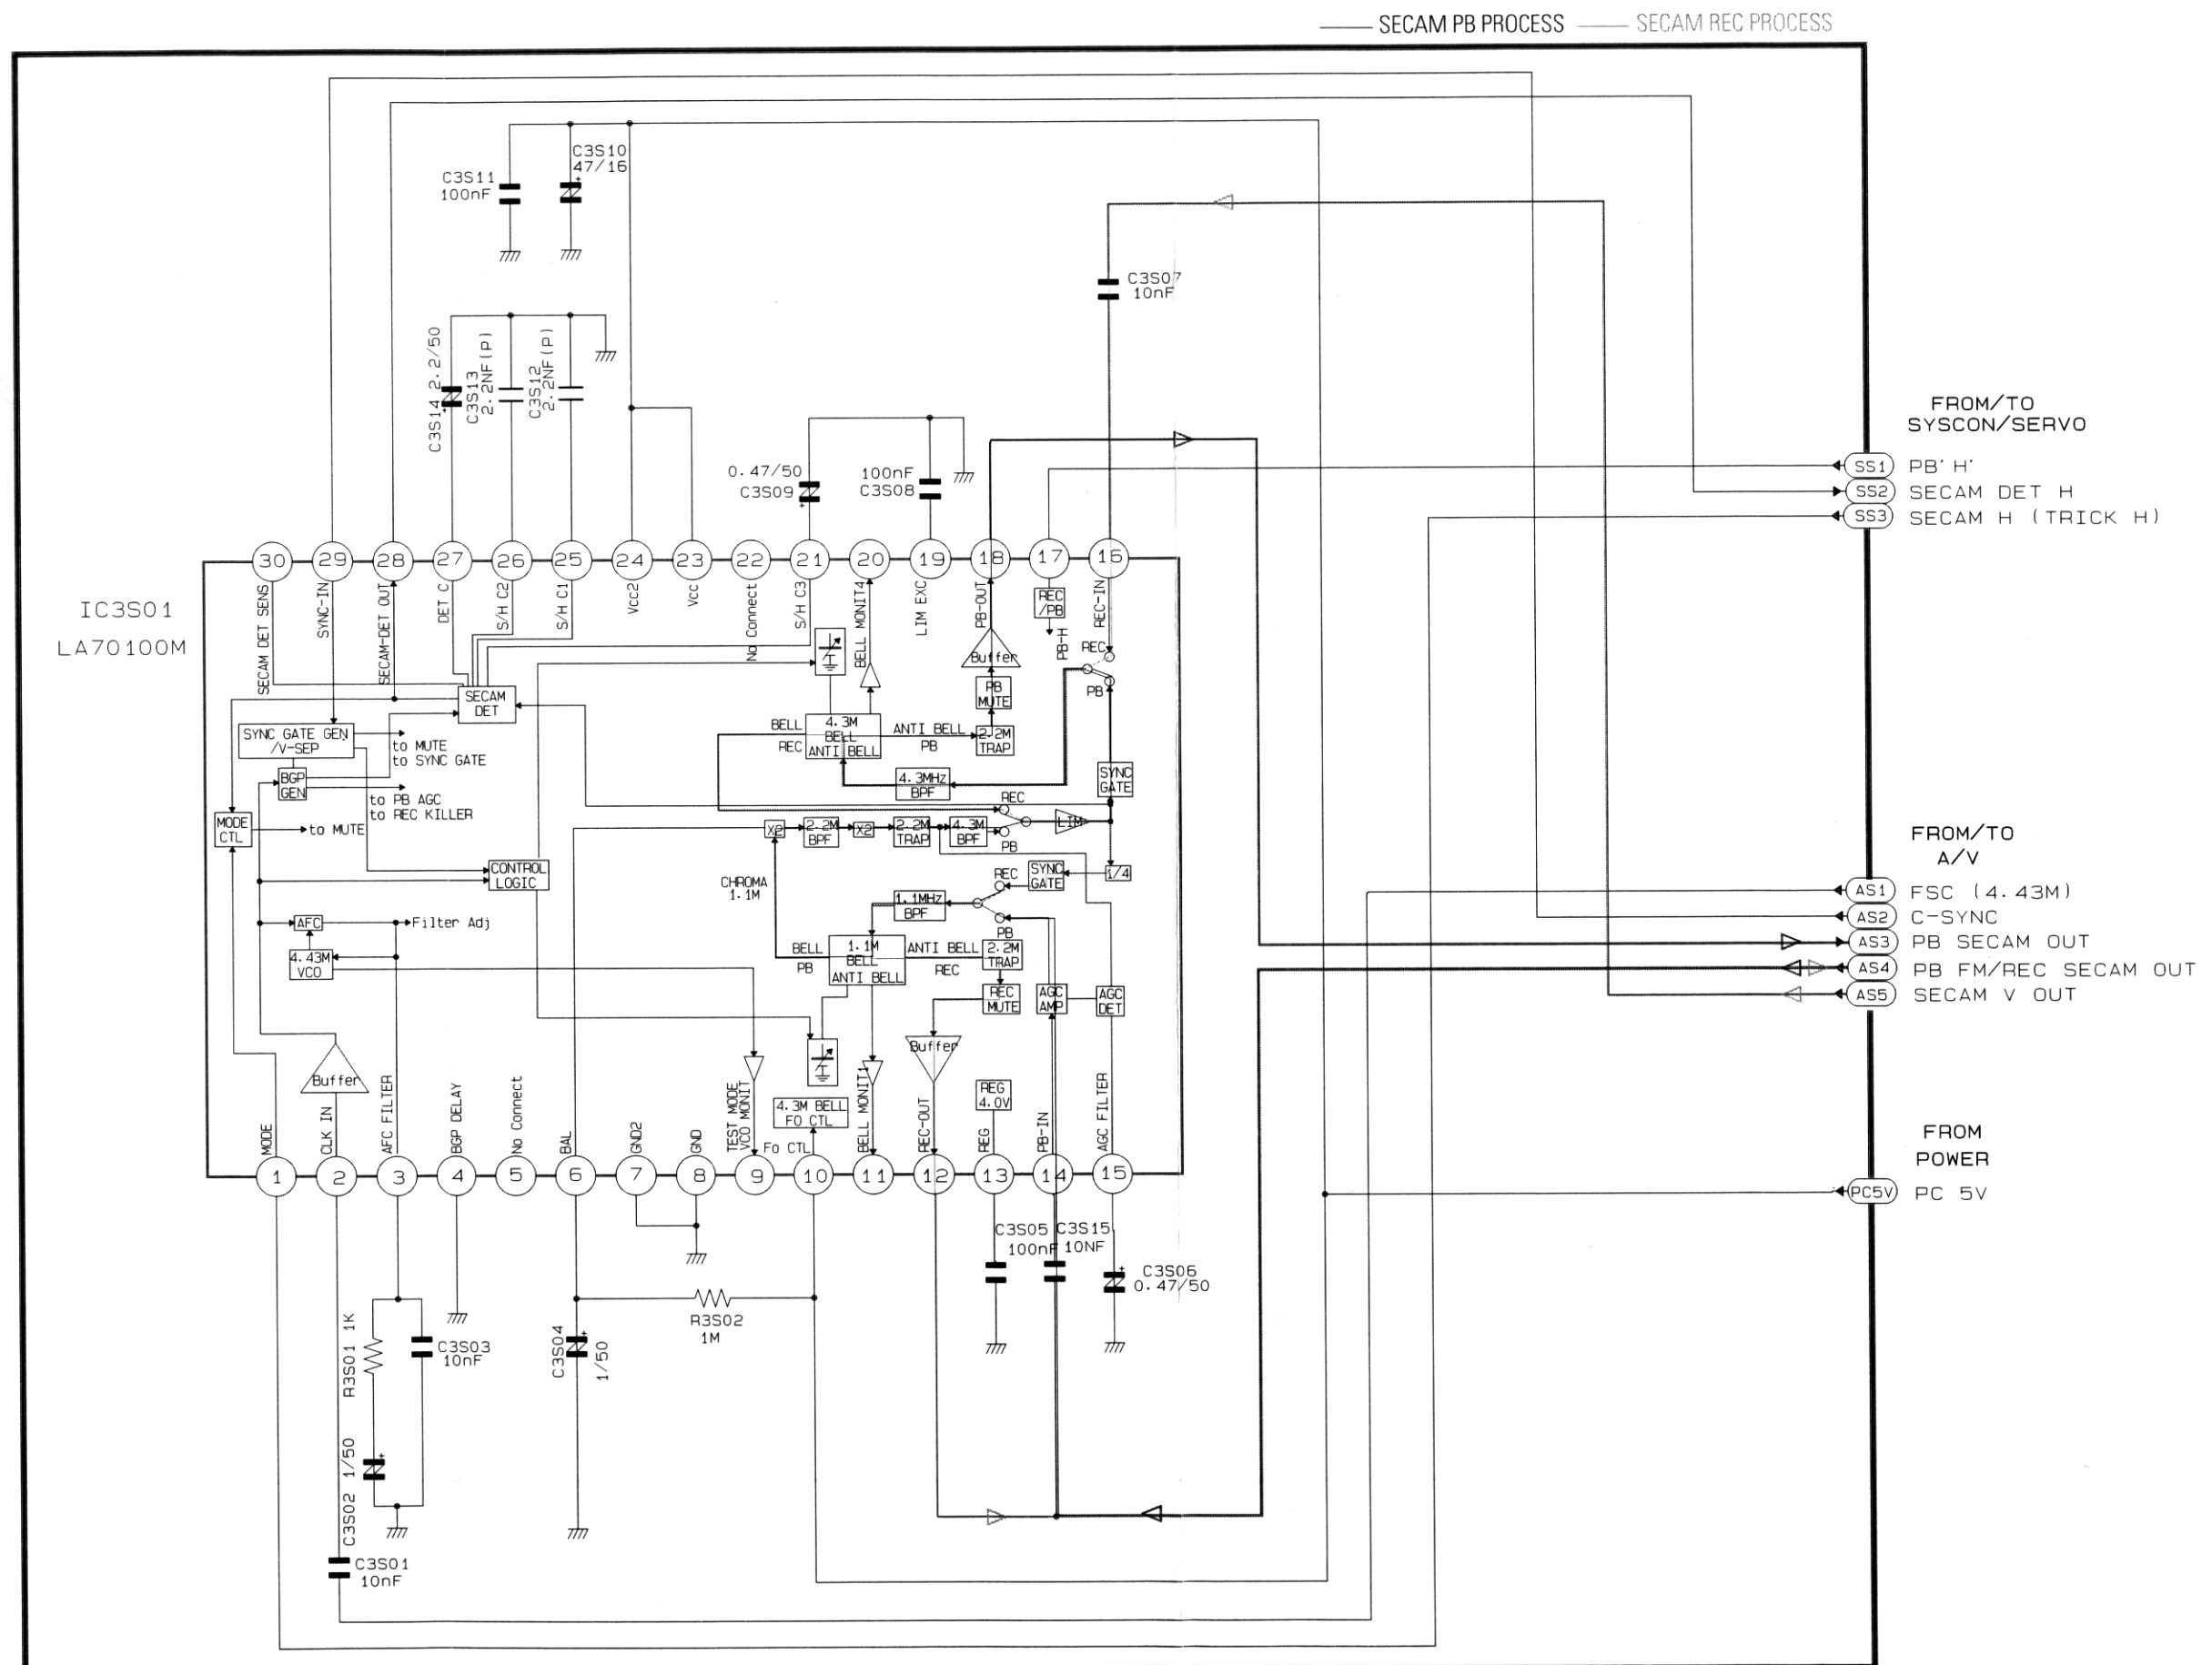 SECAM PB PROCESS SECAM REC PROCESS
C3S10
47/16
C3S11
100nF
C3S07
10nF
C3S14 2.2/50
C3S13
2.2NF(P)
C3S12
2.2NF(P)
0.47/50
C3S09
100nF
C3S08
FROM/TO
SYSCON/SERVO
SS1 PB'H'
SS2 SECAM DET H
SS3 SECAM H (TRICK H)
IC3S01
LA70100M
30 29 28 27 26 25 24 23 22 21 20 19 18 17 16
SECAM DET SENS
SYNC-IN
SECAM-DET OUT
DET C
S/H C2
S/H C1
Vcc2
Vcc
No Connect
S/H C3
BELL MONIT4
LIM EXC
PB-OUT
REC
/PB
PB-H
REC-IN
Buffer
REC
PB
PB
MUTE
SECAM
DET
SYNC GATE GEN
/V-SEP
to MUTE
to SYNC GATE
BGP
GEN
to PB AGC
to REC KILLER
MODE
CTL
to MUTE
BELL
REC
4.3M
BELL
ANTI BELL
ANTI BELL
PB
2.2M
TRAP
4.3MHz
BPF
SYNC
GATE
REC
X2
2.2M
BPF
X2
2.2M
TRAP
4.3M
BPF
PB
LIM
CONTROL
LOGIC
CHROMA
1.1M
REC
SYNC
GATE
1/4
1.1MHz
BPF
PB
AFC
Filter Adj
4.43M
VCO
BELL
PB
1.1M
BELL
ANTI BELL
ANTI BELL
REC
2.2M
TRAP
REC
MUTE
AGC
AMP
AGC
DET
Buffer
Buffer
4.3M BELL
FO CTL
REG
4.0V
MODE
CLK IN
AFC FILTER
BGP DELAY
No Connect
BAL
GND2
GND
TEST MODE
VCO MONIT
Fo CTL
BELL MONIT1
REC-OUT
REG
PB-IN
AGC FILTER
1 2 3 4 5 6 7 8 9 10 11 12 13 14 15
FROM/TO
A/V
AS1 FSC (4.43M)
AS2 C-SYNC
AS3 PB SECAM OUT
AS4 PB FM/REC SECAM OUT
AS5 SECAM V OUT
FROM
POWER
PC5V PC 5V
C3S05
100nF
C3S15
10NF
C3S06
0.47/50
R3S02
1M
C3S04
1/50
R3S01 1K
C3S03
10nF
C3S02 1/50
C3S01
10nF